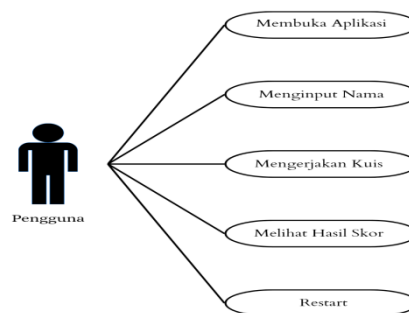 Membuka Aplikasi
Menginput Nama
Mengerjakan Kuis
Pengguna
Melihat Hasil Skor
Restart